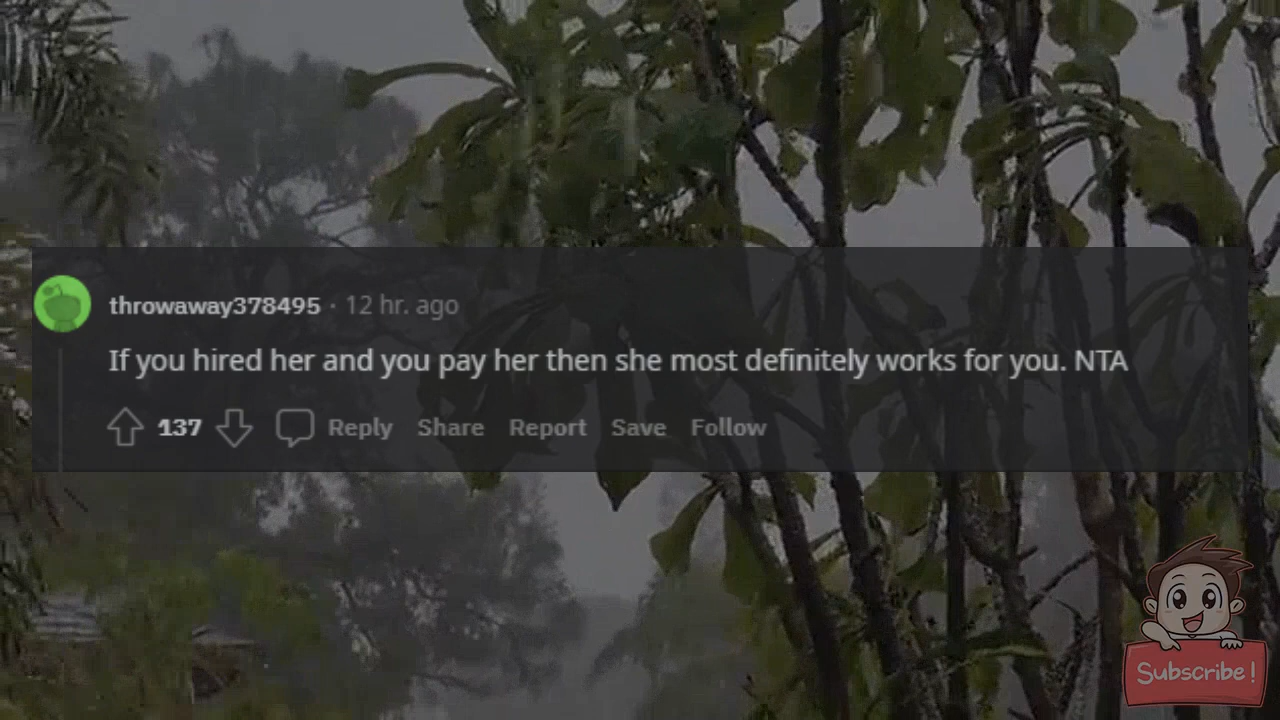 throwaway378495 · 12 hr. ago
If you hired her and you pay her then she most definitely works for you. NTA
137 Reply Share Report Save Follow
Subscribe!